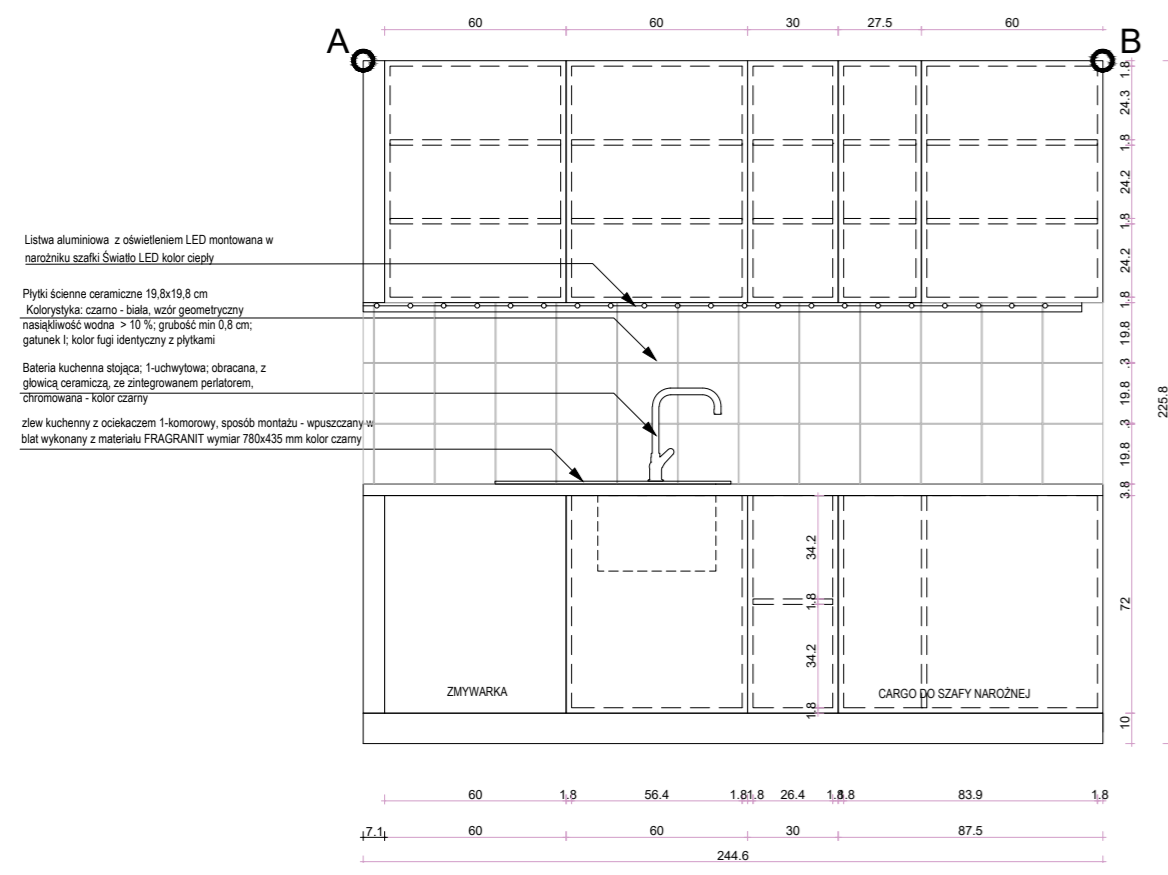 60 60 30 27.5 60
A B
1.8
24.3
1.8
24.2
1.8
24.2
1.8
19.8
.3
19.8
.3
19.8
3.8
72
10
225.8
Listwa aluminiowa z oświetleniem LED montowana w
narożniku szafki Światło LED kolor ciepły
Płytki ścienne ceramiczne 19,8x19,8 cm
Kolorystyka: czarno - biała, wzór geometryczny
nasiąkliwość wodna > 10 %; grubość min 0,8 cm;
gatunek I; kolor fugi identyczny z płytkami
Bateria kuchenna stojąca; 1-uchwytowa; obracana, z
głowicą ceramiczą, ze zintegrowanem perlatorem,
chromowana - kolor czarny
zlew kuchenny z ociekaczem 1-komorowy, sposób montażu - wpuszczany w
blat wykonany z materiału FRAGRANIT wymiar 780x435 mm kolor czarny
34.2
1.8
34.2
1.8
ZMYWARKA
CARGO DO SZAFY NAROŻNEJ
60 1.8 56.4 1.8 1.8 26.4 1.8 1.8 83.9 1.8
7.1 60 60 30 87.5
244.6